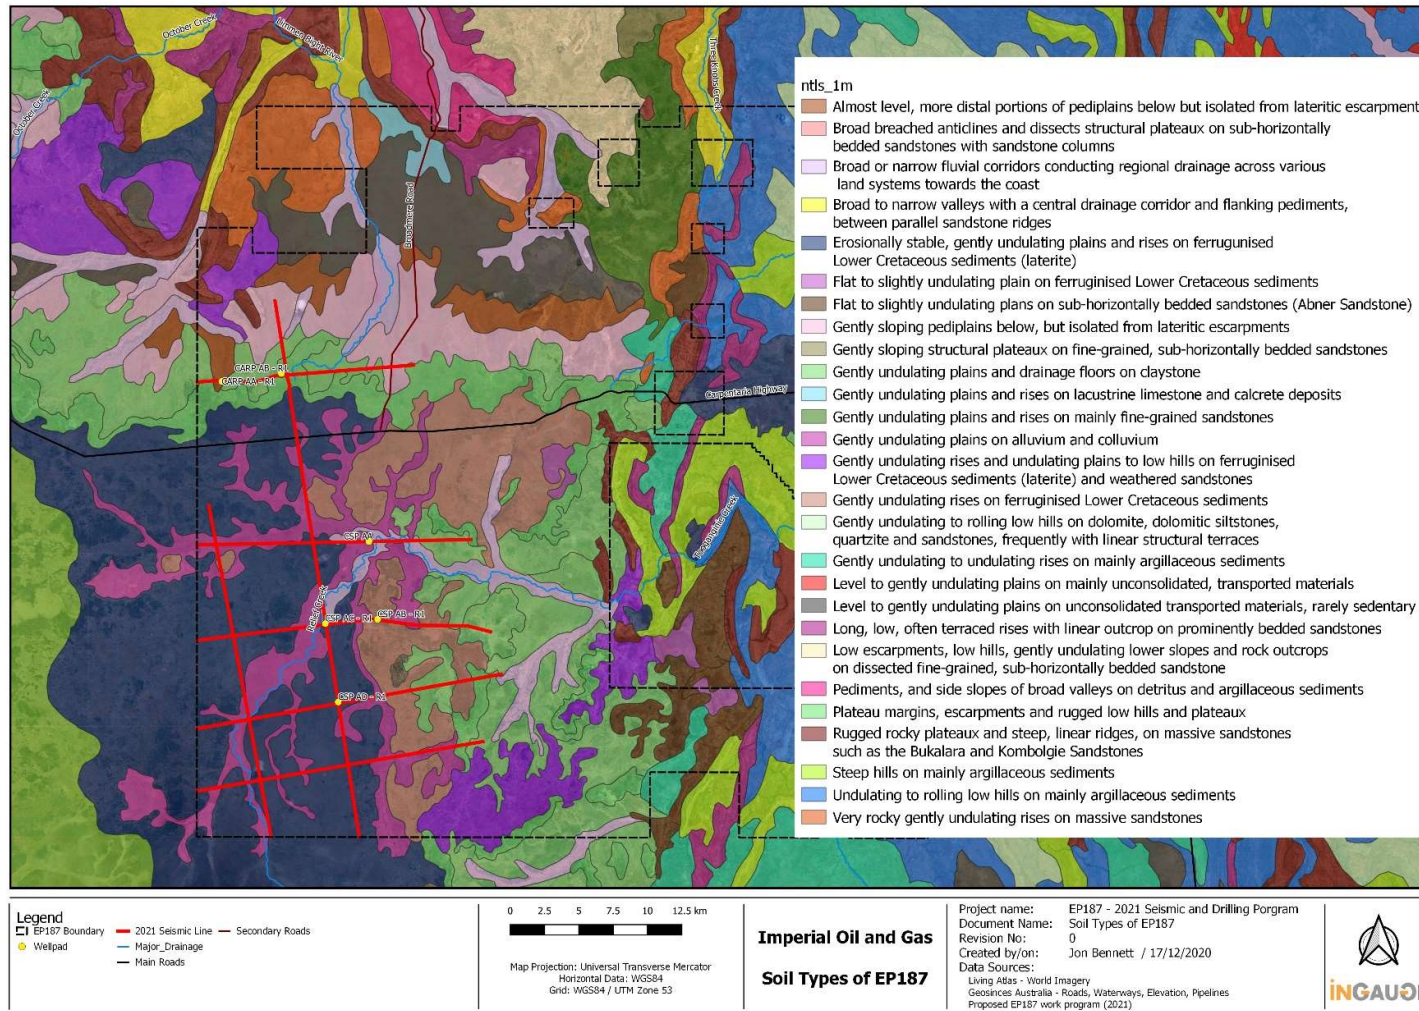 October Creek
Limmen Bight River
October Creek
Broadmere Road
CARP AB - R1
CARP AA - R1
Carpentaria Highway
Tooganginie Creek
CSP AA
Relief Creek
CSP AC - R1
CSP AB - R1
CSP AD - R1
ntls_1m
Almost level, more distal portions of pediplains below but isolated from lateritic escarpment
Broad breached anticlines and dissects structural plateaux on sub-horizontally
bedded sandstones with sandstone columns
Broad or narrow fluvial corridors conducting regional drainage across various
land systems towards the coast
Broad to narrow valleys with a central drainage corridor and flanking pediments,
between parallel sandstone ridges
Erosionally stable, gently undulating plains and rises on ferrugunised
Lower Cretaceous sediments (laterite)
Flat to slightly undulating plain on ferruginised Lower Cretaceous sediments
Flat to slightly undulating plans on sub-horizontally bedded sandstones (Abner Sandstone)
Gently sloping pediplains below, but isolated from lateritic escarpments
Gently sloping structural plateaux on fine-grained, sub-horizontally bedded sandstones
Gently undulating plains and drainage floors on claystone
Gently undulating plains and rises on lacustrine limestone and calcrete deposits
Gently undulating plains and rises on mainly fine-grained sandstones
Gently undulating plains on alluvium and colluvium
Gently undulating rises and undulating plains to low hills on ferruginised
Lower Cretaceous sediments (laterite) and weathered sandstones
Gently undulating rises on ferruginised Lower Cretaceous sediments
Gently undulating to rolling low hills on dolomite, dolomitic siltstones,
quartzite and sandstones, frequently with linear structural terraces
Gently undulating to undulating rises on mainly argillaceous sediments
Level to gently undulating plains on mainly unconsolidated, transported materials
Level to gently undulating plains on unconsolidated transported materials, rarely sedentary
Long, low, often terraced rises with linear outcrop on prominently bedded sandstones
Low escarpments, low hills, gently undulating lower slopes and rock outcrops
on dissected fine-grained, sub-horizontally bedded sandstone
Pediments, and side slopes of broad valleys on detritus and argillaceous sediments
Plateau margins, escarpments and rugged low hills and plateaux
Rugged rocky plateaux and steep, linear ridges, on massive sandstones
such as the Bukalara and Kombolgie Sandstones
Steep hills on mainly argillaceous sediments
Undulating to rolling low hills on mainly argillaceous sediments
Very rocky gently undulating rises on massive sandstones
Legend
EP187 Boundary
Wellpad
2021 Seismic Line
Major_Drainage
Main Roads
Secondary Roads
0 2.5 5 7.5 10 12.5 km
Map Projection: Universal Transverse Mercator
Horizontal Data: WGS84
Grid: WGS84 / UTM Zone 53
Imperial Oil and Gas
Soil Types of EP187
Project name: EP187 - 2021 Seismic and Drilling Porgram
Document Name: Soil Types of EP187
Revision No: 0
Created by/on: Jon Bennett / 17/12/2020
Data Sources:
Living Atlas - World Imagery
Geosinces Australia - Roads, Waterways, Elevation, Pipelines
Proposed EP187 work program (2021)